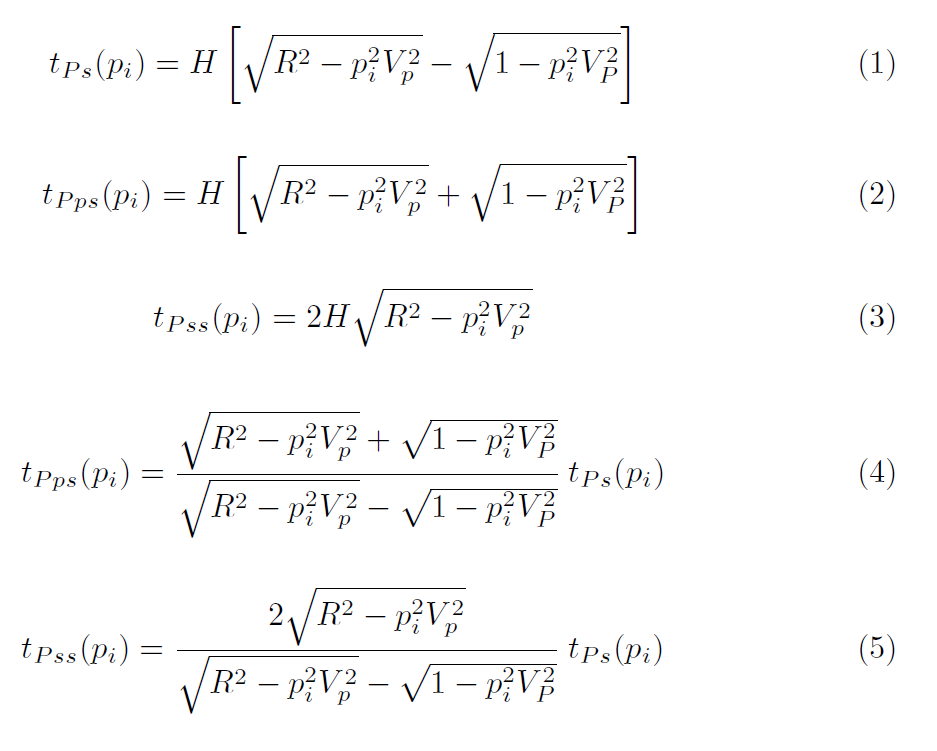 t_{Ps}(p_i) = H \left[ \sqrt{R^2 - p_i^2 V_p^2} - \sqrt{1 - p_i^2 V_P^2} \right] (1)
t_{Pps}(p_i) = H \left[ \sqrt{R^2 - p_i^2 V_p^2} + \sqrt{1 - p_i^2 V_P^2} \right] (2)
t_{Pss}(p_i) = 2H \sqrt{R^2 - p_i^2 V_p^2} (3)
t_{Pps}(p_i) = \frac{\sqrt{R^2 - p_i^2 V_p^2} + \sqrt{1 - p_i^2 V_P^2}}{\sqrt{R^2 - p_i^2 V_p^2} - \sqrt{1 - p_i^2 V_P^2}} t_{Ps}(p_i) (4)
t_{Pss}(p_i) = \frac{2\sqrt{R^2 - p_i^2 V_p^2}}{\sqrt{R^2 - p_i^2 V_p^2} - \sqrt{1 - p_i^2 V_P^2}} t_{Ps}(p_i) (5)